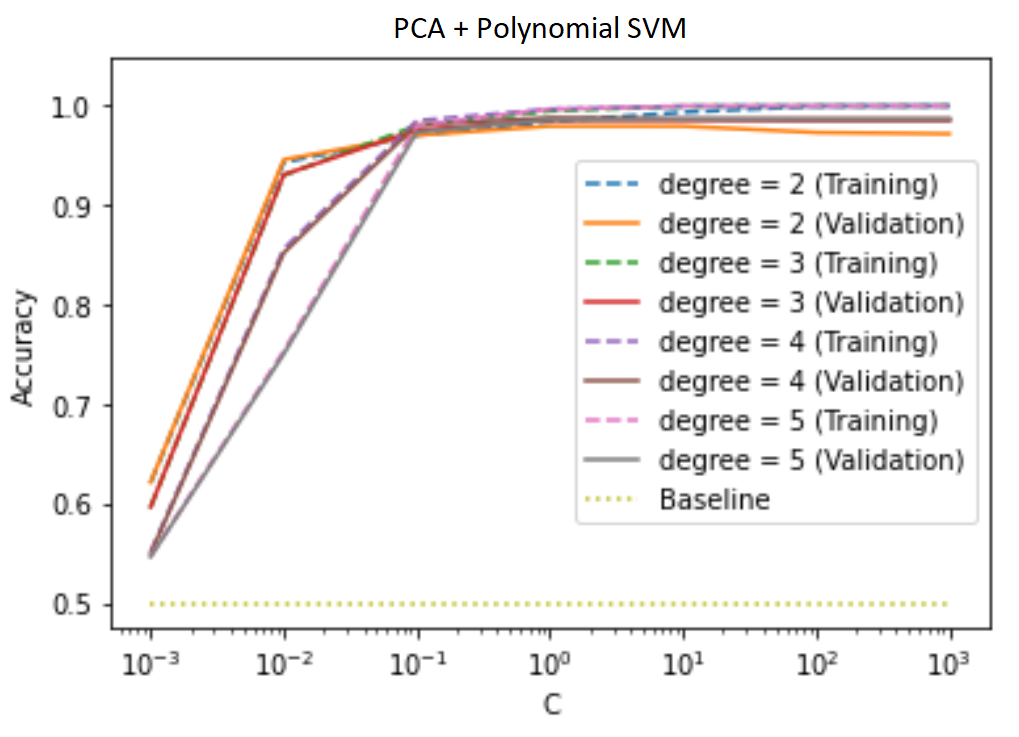 PCA + Polynomial SVM
1.0
0.9
0.8
0.7
0.6
0.5
Accuracy
degree = 2 (Training)
degree = 2 (Validation)
degree = 3 (Training)
degree = 3 (Validation)
degree = 4 (Training)
degree = 4 (Validation)
degree = 5 (Training)
degree = 5 (Validation)
Baseline
10⁻³ 10⁻² 10⁻¹ 10⁰ 10¹ 10² 10³
C